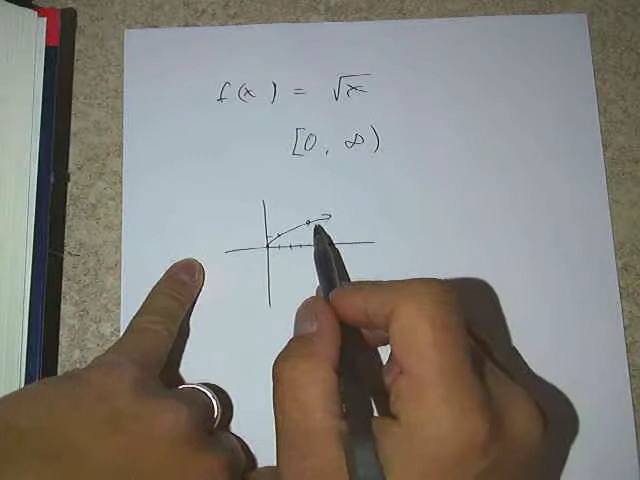 f(x) = √x
[0, ∞)